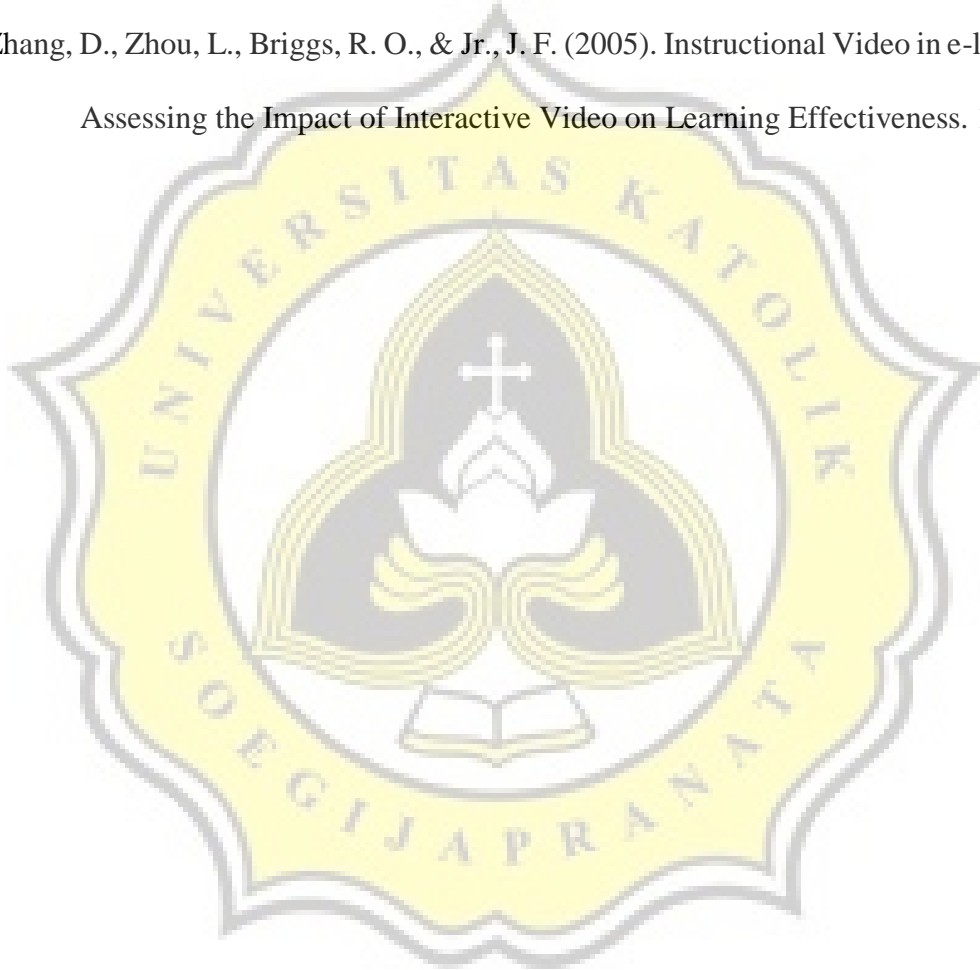 Zhang, D., Zhou, L., Briggs, R. O., & Jr., J. F. (2005). Instructional Video in e-l
Assessing the Impact of Interactive Video on Learning Effectiveness.
UNIVERSITAS KATOLIK
SOEGIJAPRANATA